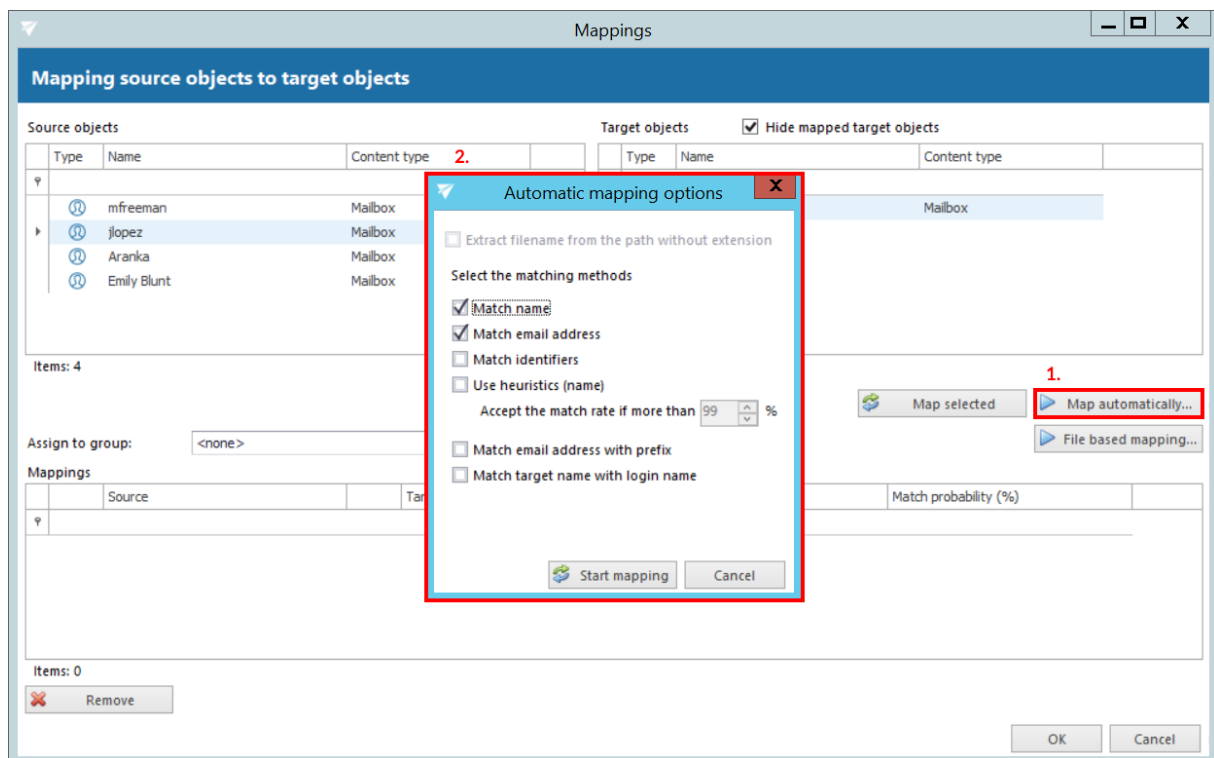 Mappings
X
Mapping source objects to target objects
Source objects
Target objects
Hide mapped target objects
Type Name Content type
2.
Type Name Content type
mfreeman Mailbox
Mailbox
jlopez Mailbox
Aranka Mailbox
Emily Blunt Mailbox
Automatic mapping options
X
Extract filename from the path without extension
Select the matching methods
Match name
Match email address
Match identifiers
Use heuristics (name)
Accept the match rate if more than 99 %
Match email address with prefix
Match target name with login name
Start mapping
Cancel
Items: 4
1.
Map selected
Map automatically...
File based mapping...
Assign to group: <none>
Mappings
Source Tar Match probability (%)
Items: 0
Remove
OK
Cancel